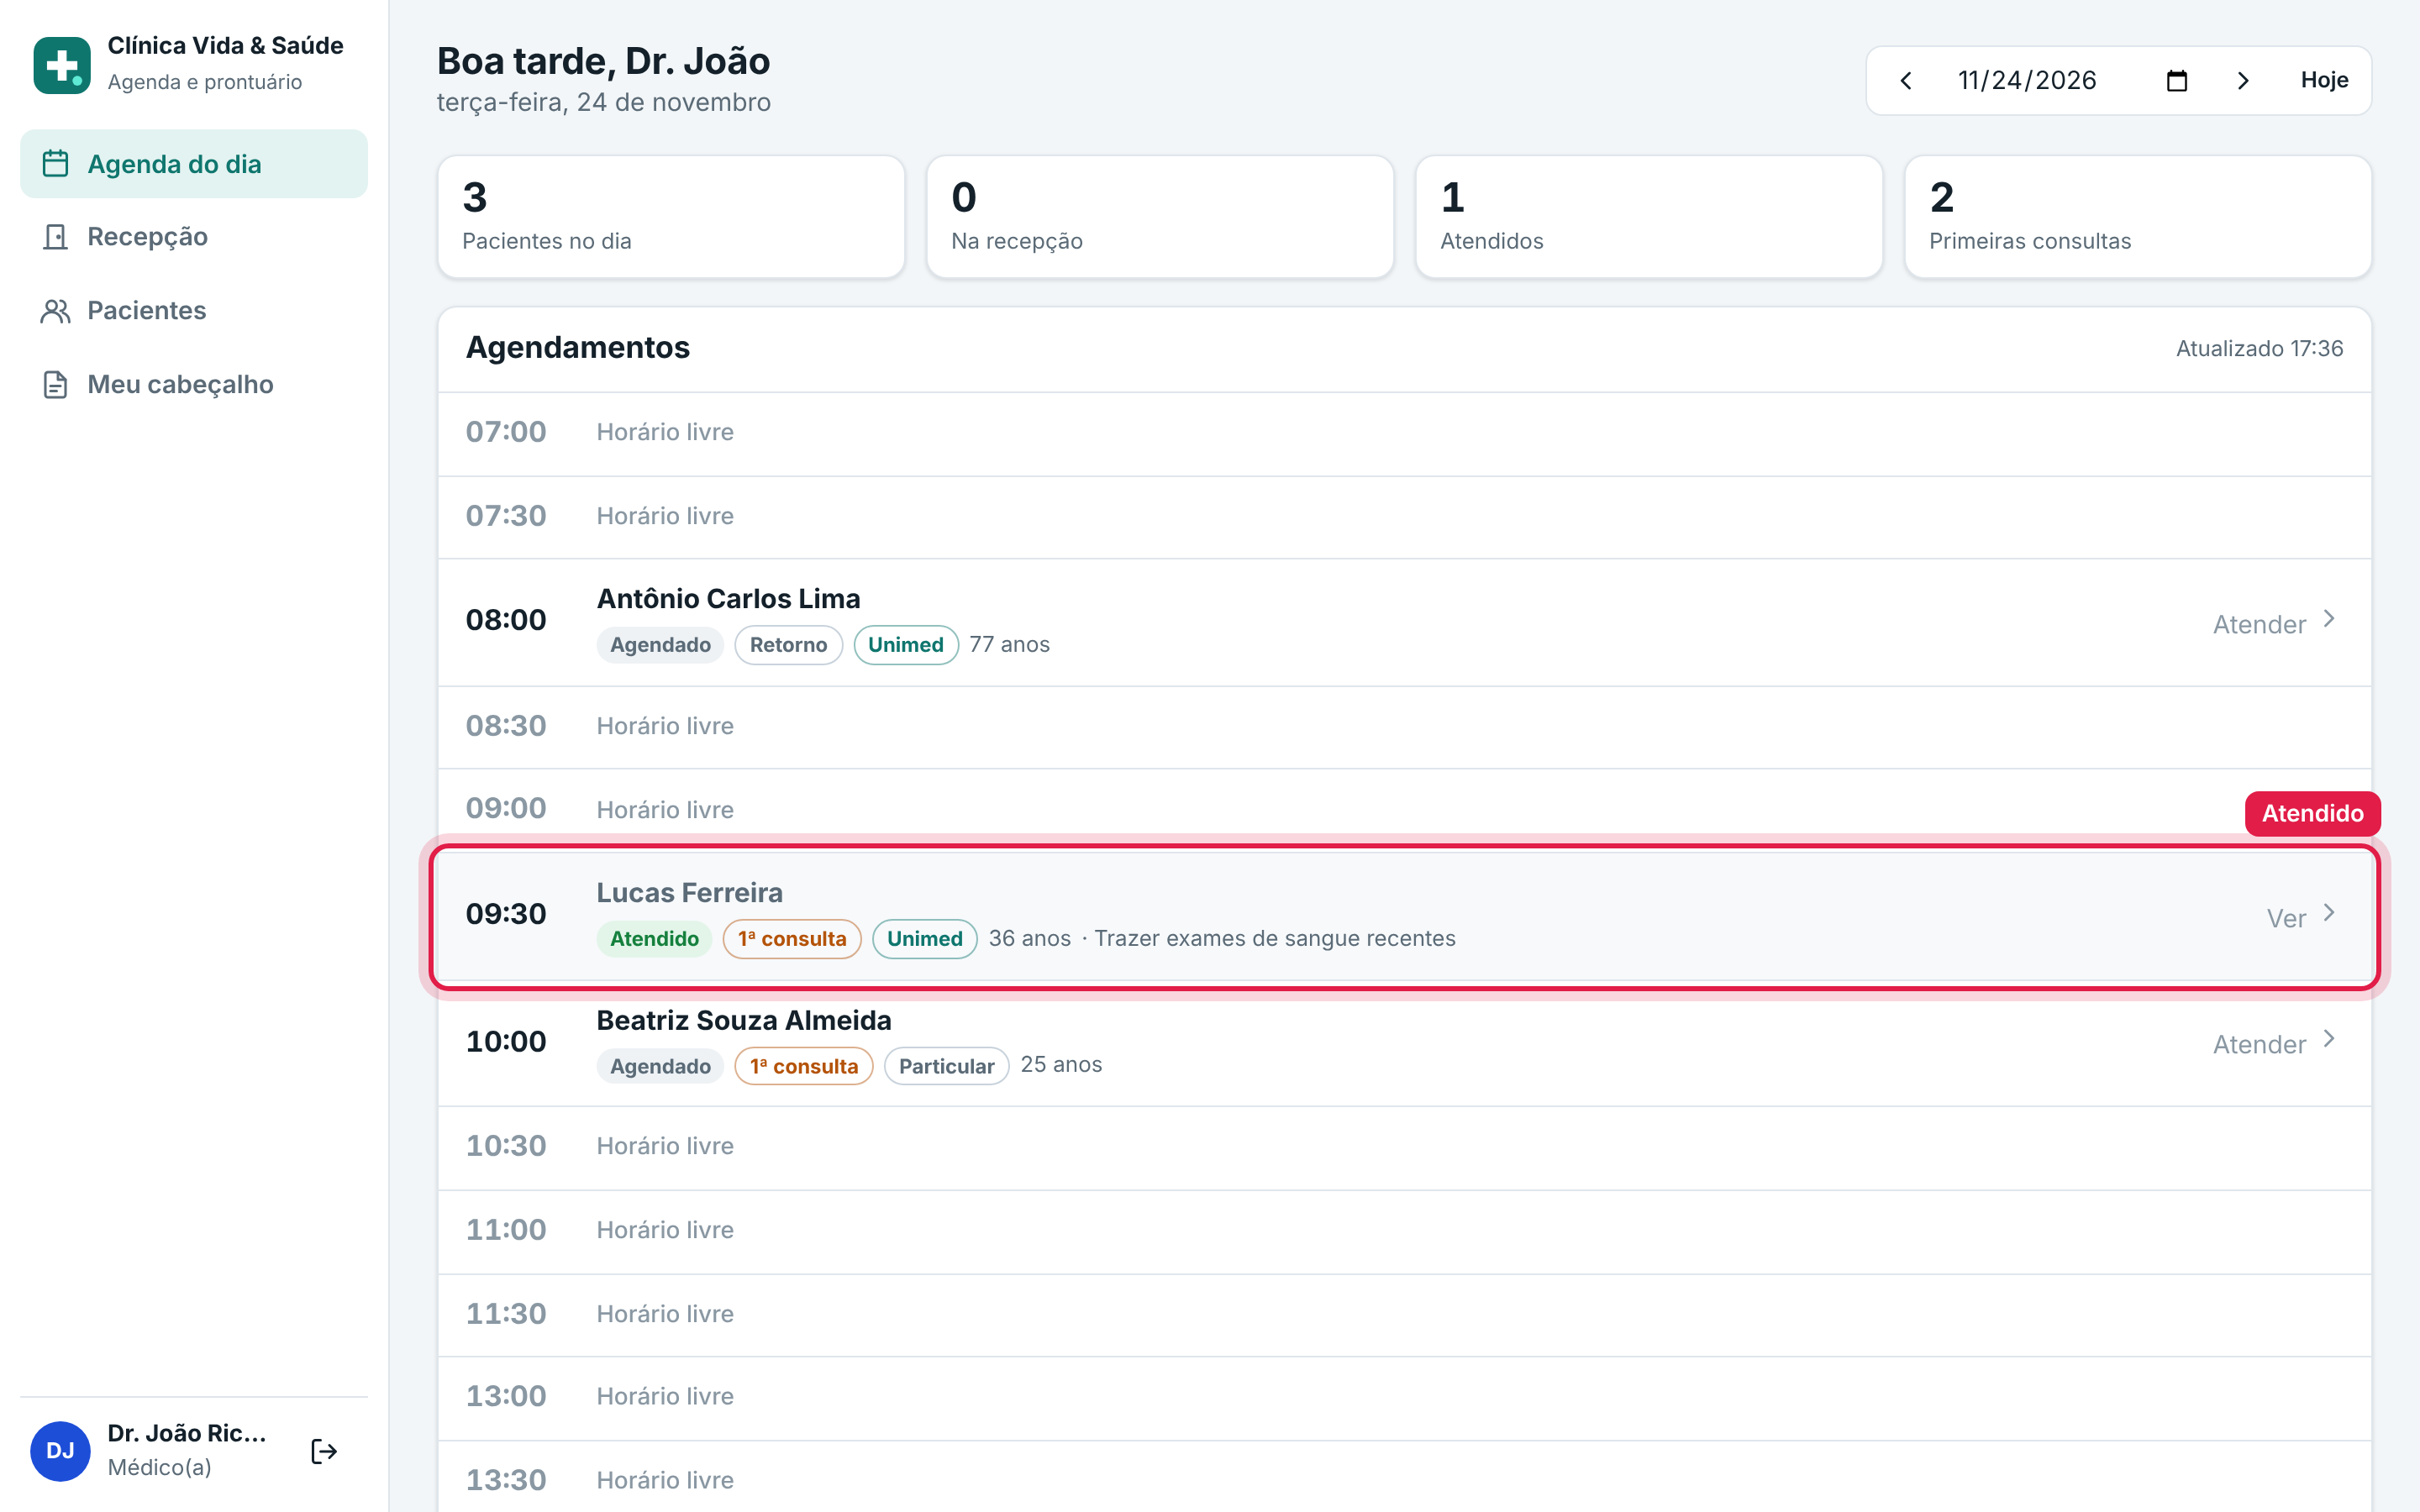 Clínica Vida & Saúde
Agenda e prontuário
Agenda do dia
Recepção
Pacientes
Meu cabeçalho
DJ
Dr. João Ric...
Médico(a)
Boa tarde, Dr. João
terça-feira, 24 de novembro
11/24/2026
Hoje
3
Pacientes no dia
0
Na recepção
1
Atendidos
2
Primeiras consultas
Agendamentos
Atualizado 17:36
07:00 Horário livre
07:30 Horário livre
08:00 Antônio Carlos Lima
Agendado Retorno Unimed 77 anos
Atender
08:30 Horário livre
09:00 Horário livre
Atendido
09:30 Lucas Ferreira
Atendido 1ª consulta Unimed 36 anos · Trazer exames de sangue recentes
Ver
10:00 Beatriz Souza Almeida
Agendado 1ª consulta Particular 25 anos
Atender
10:30 Horário livre
11:00 Horário livre
11:30 Horário livre
13:00 Horário livre
13:30 Horário livre